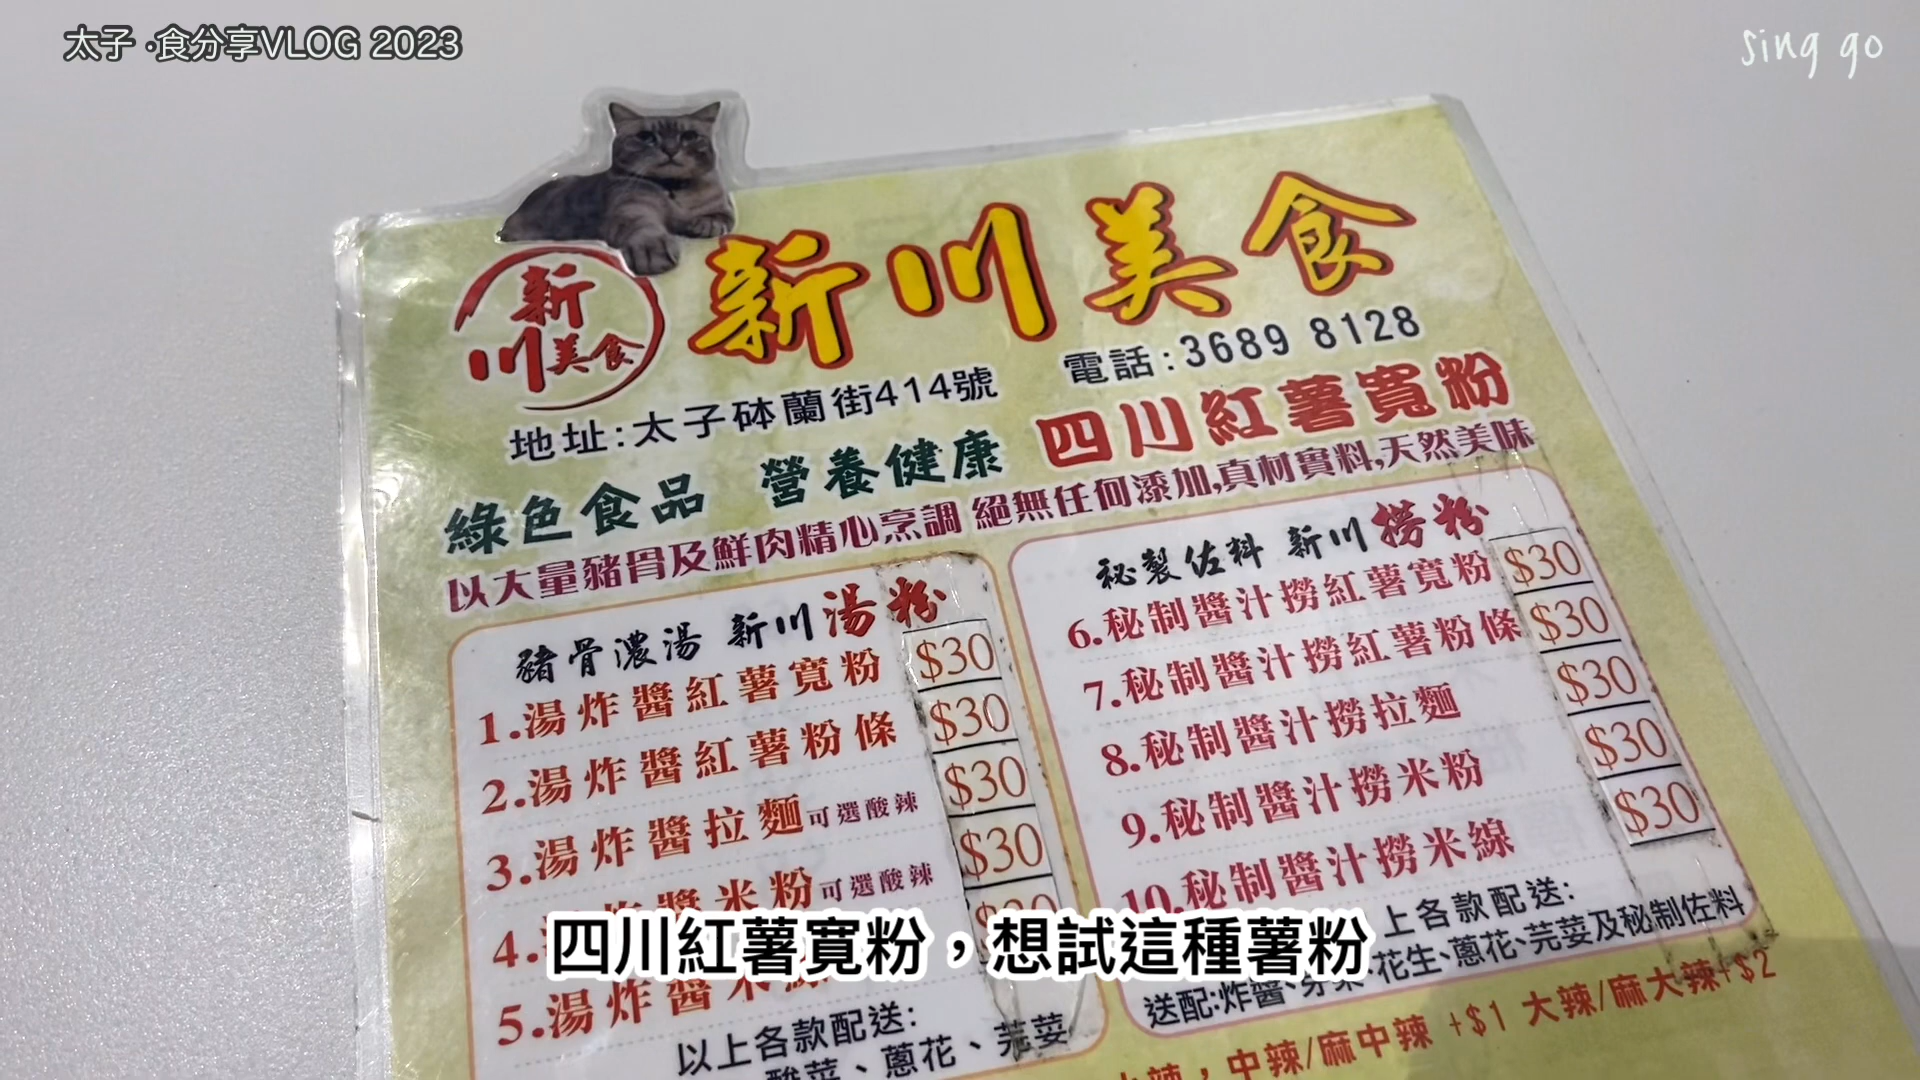 太子 ·食分享VLOG 2023
sing go
新川美食
新川美食
地址:太子砵蘭街414號
電話:3689 8128
綠色食品 營養健康
四川紅薯寬粉
以大量豬骨及鮮肉精心烹調 絕無任何添加,真材實料,天然美味
豬骨濃湯 新川湯粉
1.湯炸醬紅薯寬粉 $30
2.湯炸醬紅薯粉條 $30
3.湯炸醬拉麵可選酸辣 $30
4. 米粉可選酸辣 $30
5.湯炸醬米
以上各款配送:
酸菜、蔥花、芫荽
秘製佐料 新川撈粉
6.秘制醬汁撈紅薯寬粉 $30
7.秘制醬汁撈紅薯粉條 $30
8.秘制醬汁撈拉麵 $30
9.秘制醬汁撈米粉 $30
10.秘制醬汁撈米線 $30
上各款配送:
花生、蔥花、芫荽及秘制佐料
送配:炸醬、
中辣/麻中辣 +$1 大辣/麻大辣+$2
四川紅薯寬粉，想試這種薯粉